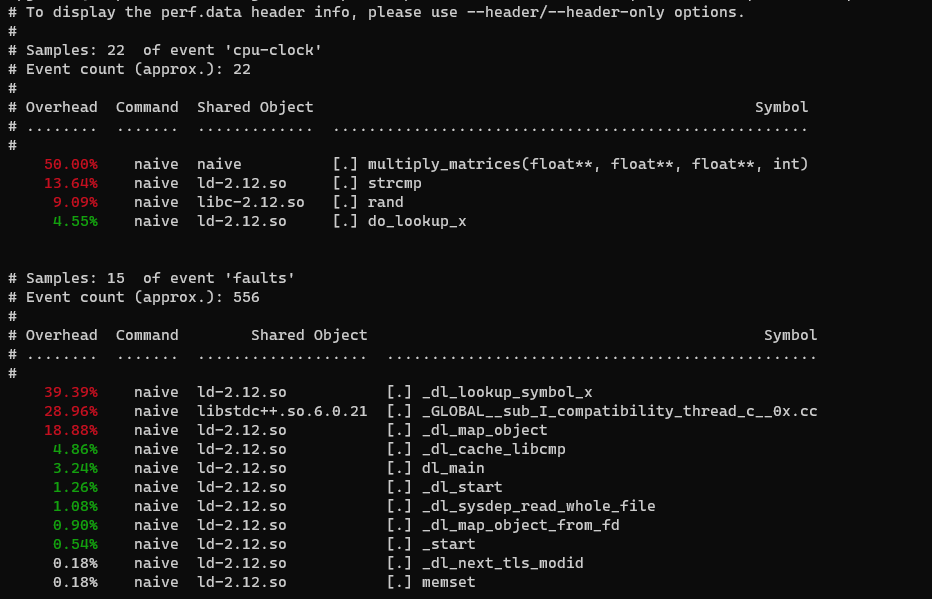 # To display the perf.data header info, please use --header/--header-only options.
#
# Samples: 22  of event 'cpu-clock'
# Event count (approx.): 22
#
# Overhead  Command  Shared Object                                                 Symbol
# ........  .......  .............  .....................................................
#
    50.00%    naive  naive          [.] multiply_matrices(float**, float**, float**, int)
    13.64%    naive  ld-2.12.so     [.] strcmp
     9.09%    naive  libc-2.12.so   [.] rand
     4.55%    naive  ld-2.12.so     [.] do_lookup_x
# Samples: 15  of event 'faults'
# Event count (approx.): 556
#
# Overhead  Command        Shared Object                                            Symbol
# ........  .......  ...................  ................................................
#
    39.39%    naive  ld-2.12.so           [.] _dl_lookup_symbol_x
    28.96%    naive  libstdc++.so.6.0.21  [.] _GLOBAL__sub_I_compatibility_thread_c__0x.cc
    18.88%    naive  ld-2.12.so           [.] _dl_map_object
     4.86%    naive  ld-2.12.so           [.] _dl_cache_libcmp
     3.24%    naive  ld-2.12.so           [.] dl_main
     1.26%    naive  ld-2.12.so           [.] _dl_start
     1.08%    naive  ld-2.12.so           [.] _dl_sysdep_read_whole_file
     0.90%    naive  ld-2.12.so           [.] _dl_map_object_from_fd
     0.54%    naive  ld-2.12.so           [.] _start
     0.18%    naive  ld-2.12.so           [.] _dl_next_tls_modid
     0.18%    naive  ld-2.12.so           [.] memset